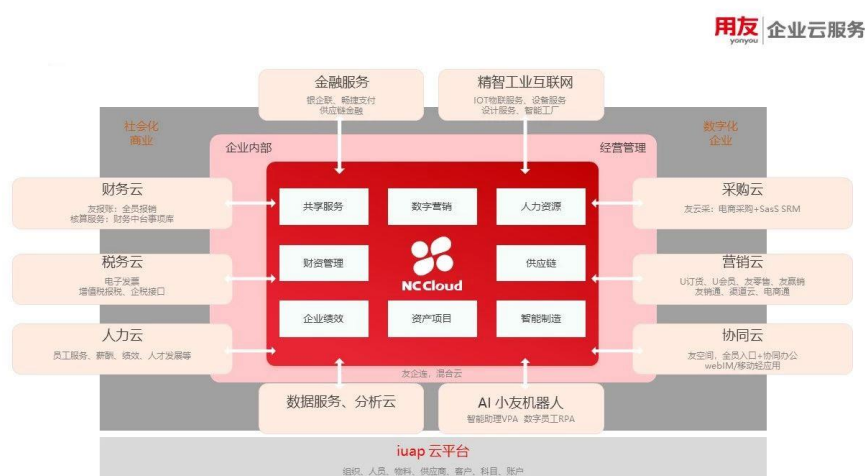 用友 企业云服务
yonyou
金融服务
银企联、畅捷支付
供应链金融
精智工业互联网
IOT物联服务、设备服务
设计服务、智能工厂
社会化
商业
数字化
企业
企业内部
经营管理
财务云
友报账：全员报销
核算服务：财务中台事项库
税务云
电子发票
增值税报税、企税接口
人力云
员工服务、薪酬、绩效、人才发展等
共享服务
数字营销
人力资源
财资管理
NC Cloud
供应链
企业绩效
资产项目
智能制造
采购云
友云采：电商采购+SasS SRM
营销云
U订货、U会员、友零售、友赢销
友销通、渠道云、电商通
协同云
友空间、全员入口+协同办公
webIM/移动轻应用
友企连、混合云
数据服务、分析云
AI 小友机器人
智能助理VPA 数字员工RPA
iuap 云平台
组织、人员、物料、供应商、客户、科目、账户